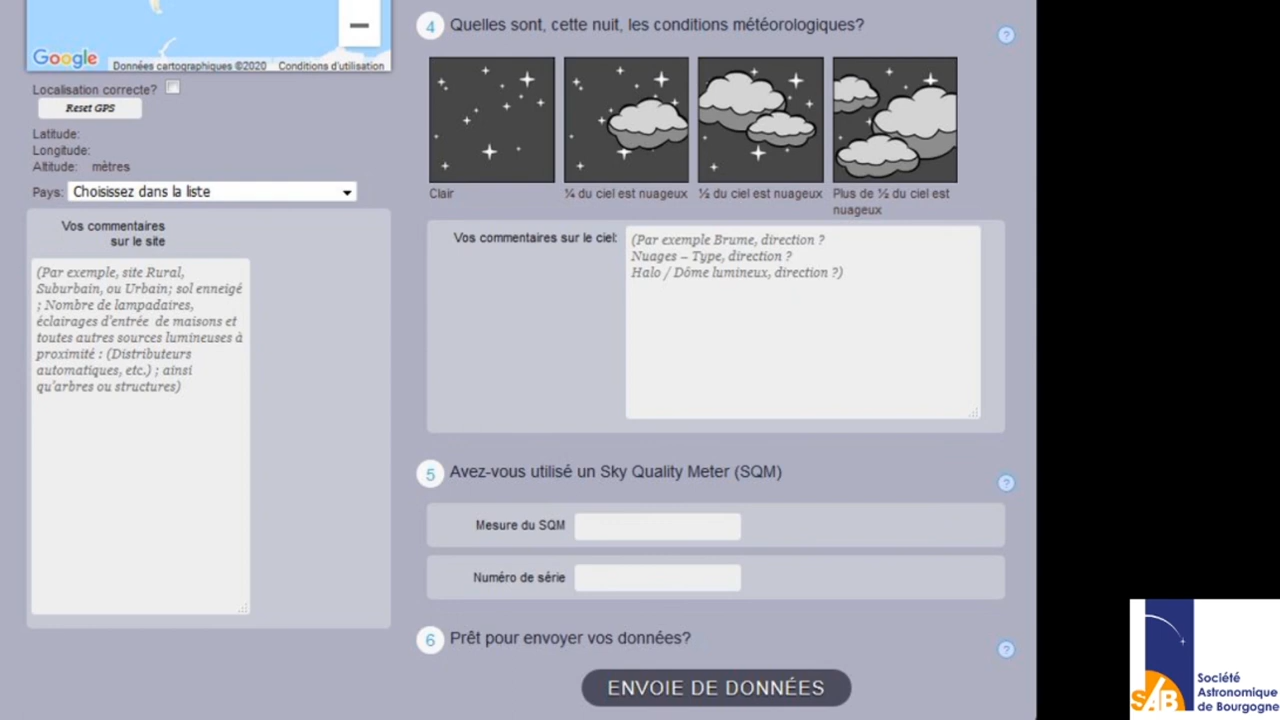 Google
Données cartographiques ©2020 Conditions d'utilisation
Localisation correcte?
Reset GPS
Latitude:
Longitude:
Altitude: mètres
Pays: Choisissez dans la liste
Vos commentaires
sur le site
(Par exemple, site Rural,
Suburbain, ou Urbain; sol enneigé
; Nombre de lampadaires,
éclairages d'entrée de maisons et
toutes autres sources lumineuses à
proximité : (Distributeurs
automatiques, etc.) ; ainsi
qu'arbres ou structures)
4 Quelles sont, cette nuit, les conditions météorologiques?
?
Clair
¼ du ciel est nuageux
½ du ciel est nuageux
Plus de ½ du ciel est
nuageux
Vos commentaires sur le ciel:
(Par exemple Brume, direction ?
Nuages – Type, direction ?
Halo / Dôme lumineux, direction ?)
5 Avez-vous utilisé un Sky Quality Meter (SQM)
?
Mesure du SQM
Numéro de série
6 Prêt pour envoyer vos données?
?
ENVOIE DE DONNÉES
SAB
Société
Astronomique
de Bourgogne